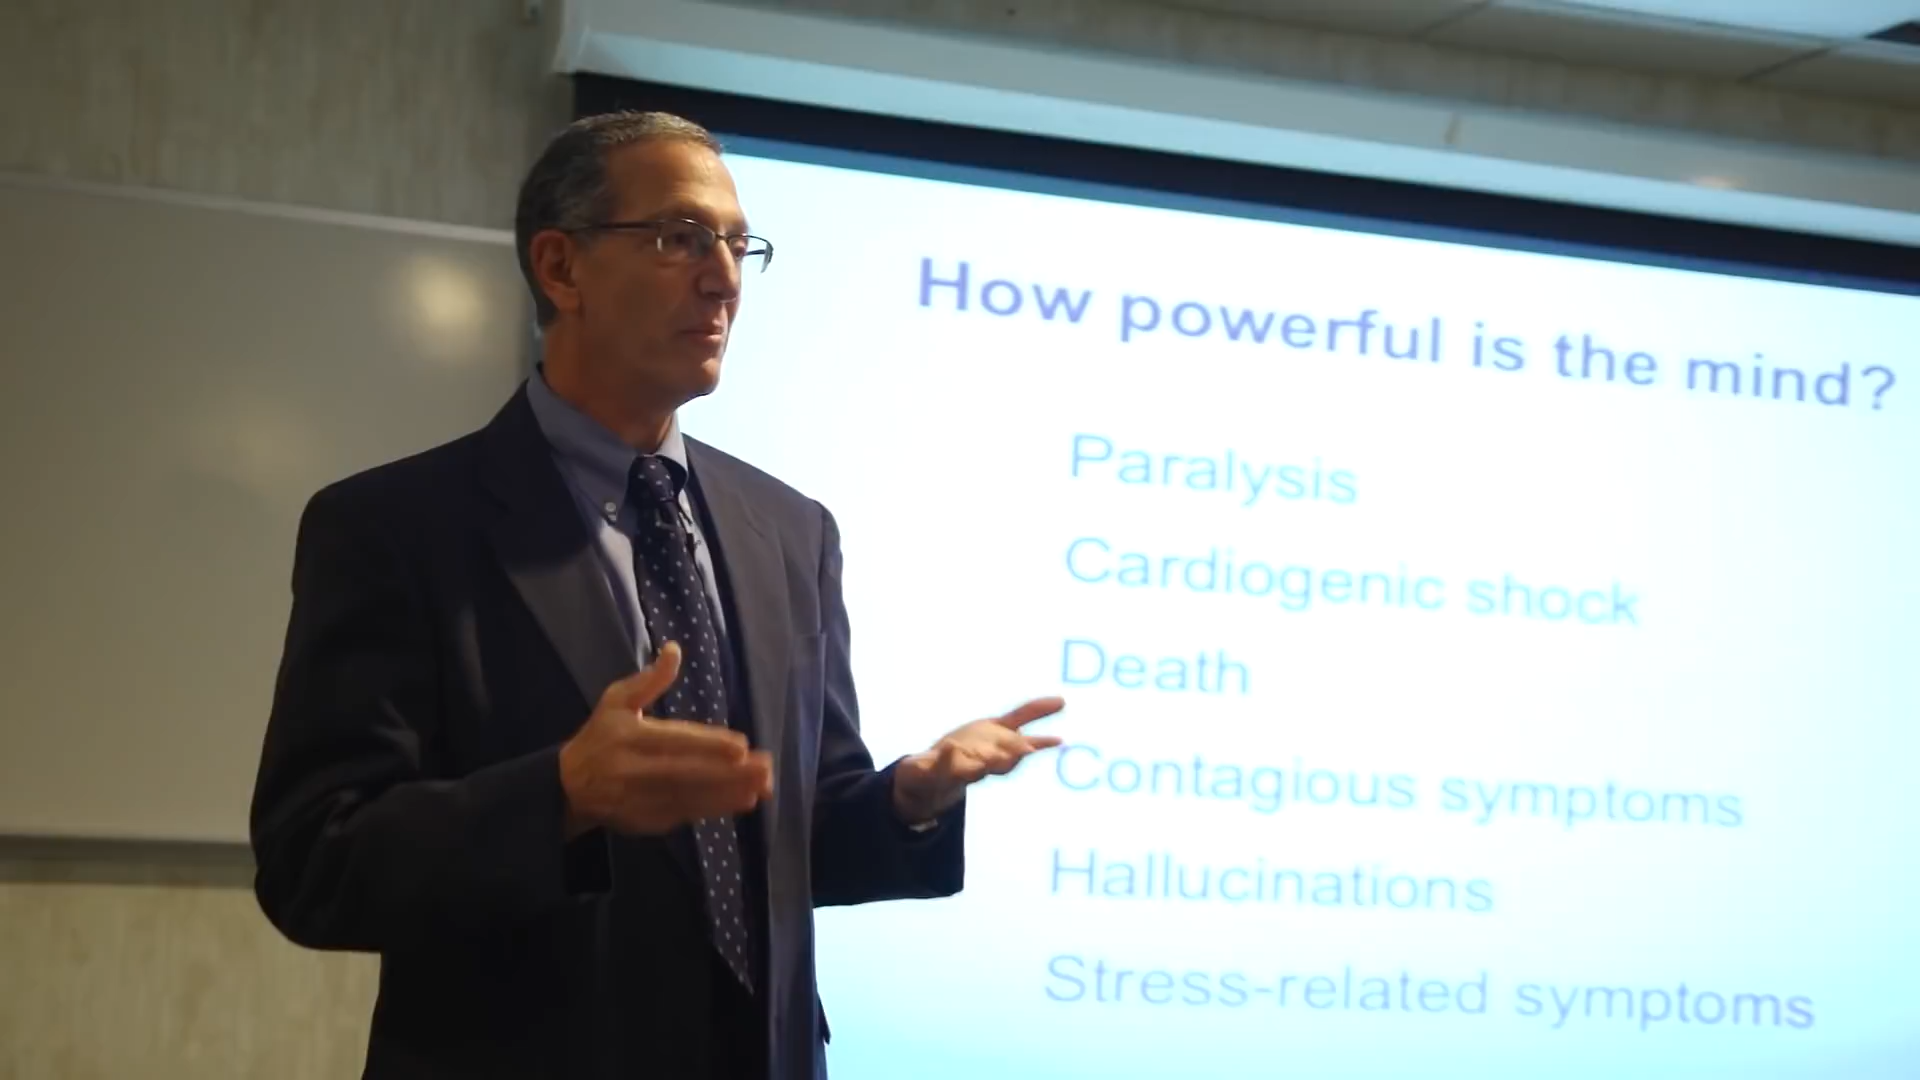 How powerful is the mind?
Paralysis
Cardiogenic shock
Death
Contagious symptoms
Hallucinations
Stress-related symptoms